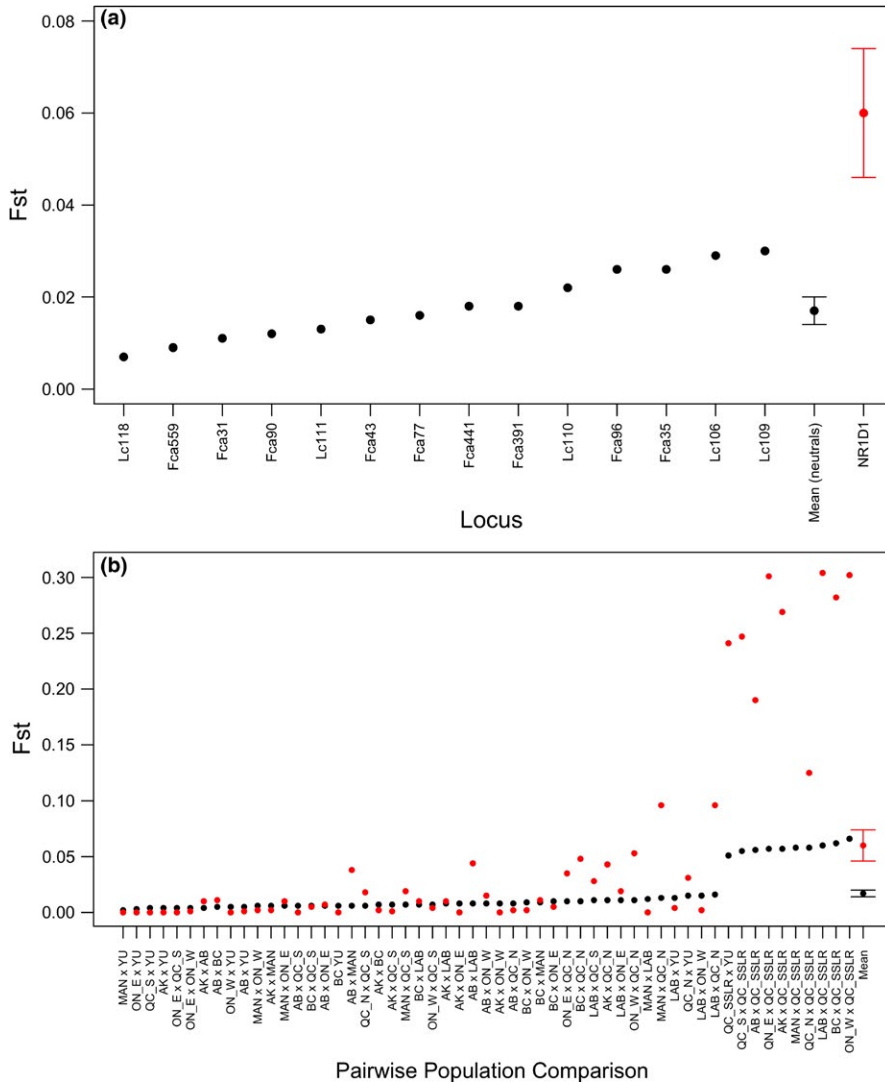 (a)
0.08
0.06
0.04
0.02
0.00
Fst
Lc118
Fca559
Fca31
Fca90
Lc111
Fca43
Fca77
Fca441
Fca391
Lc110
Fca96
Fca35
Lc106
Lc109
Mean (neutrals)
NR1D1
Locus
(b)
0.30
0.25
0.20
0.15
0.10
0.05
0.00
Fst
MAN x YU
ON_E x YU
QC_S x YU
AK x YU
ON_E x QC_S
ON_E x ON_W
AK x AB
AB x BC
ON_W x YU
AB x YU
MAN x ON_W
AK x MAN
MAN x ON_E
AB x QC_S
BC x QC_S
AB x ON_E
BC YU
AB x MAN
QC_N x QC_S
AK x BC
AK x QC_S
MAN x QC_S
BC x LAB
ON_W x QC_S
AK x LAB
AK x ON_E
AB x LAB
AB x ON_W
AK x ON_W
AB x QC_N
BC x ON_W
BC x MAN
BC x ON_E
ON_E x QC_N
BC x QC_N
LAB x QC_S
AK x QC_N
LAB x ON_E
ON_W x QC_N
MAN x LAB
MAN x QC_N
LAB x YU
QC_N x YU
LAB x ON_W
LAB x QC_N
QC_SSLR x YU
QC_S x QC_SSLR
AB x QC_SSLR
QN_E x QC_SSLR
AK x QC_SSLR
MAN x QC_SSLR
QC_N x QC_SSLR
LAB x QC_SSLR
BC x QC_SSLR
ON_W x QC_SSLR
Mean
Pairwise Population Comparison